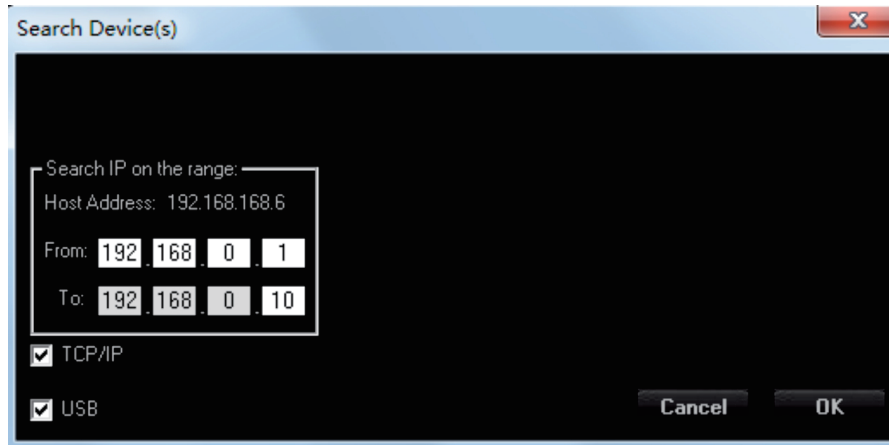 Search Device(s)
Search IP on the range:
Host Address: 192.168.168.6
From: 192 . 168 . 0 . 1
To: 192 . 168 . 0 . 10
TCP/IP
USB
Cancel OK